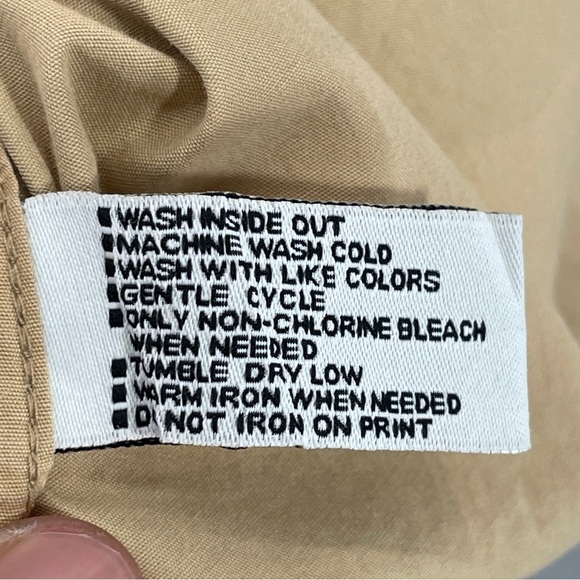 WASH INSIDE OUT
MACHINE WASH COLD
WASH WITH LIKE COLORS
GENTLE CYCLE
ONLY NON-CHLORINE BLEACH
WHEN NEEDED
TUMBLE DRY LOW
WARM IRON WHEN NEEDED
DO NOT IRON ON PRINT